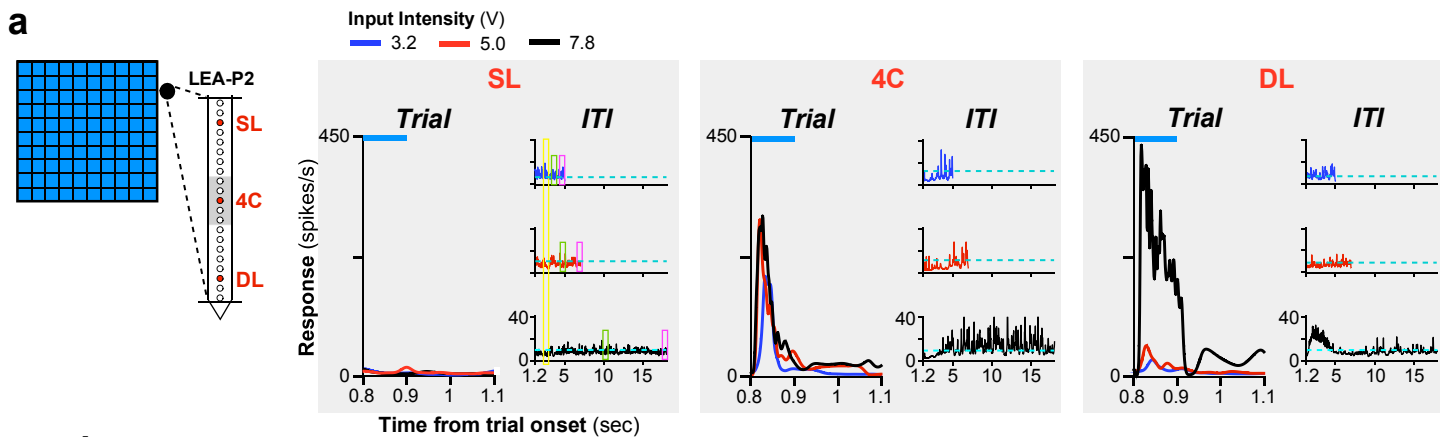 a
Input Intensity (V)
3.2 5.0 7.8
LEA-P2
SL
4C
DL
SL
Trial
ITI
450
0
0.8 0.9 1.1
40
0
1.2 5 10 15
Response (spikes/s)
Time from trial onset (sec)
4C
Trial
ITI
450
0
0.8 0.9 1.1
40
0
1.2 5 10 15
DL
Trial
ITI
450
0
0.8 0.9 1.1
40
0
1.2 5 10 15